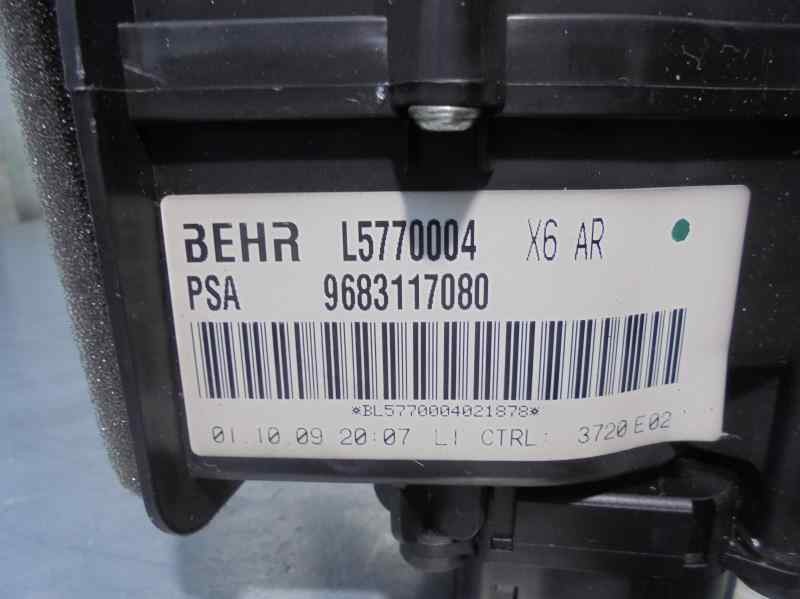 BEHR L5770004 X6 AR
PSA 9683117080
*BL5770004021878*
01.10.09 20:07 LI CTRL: 3720 E02